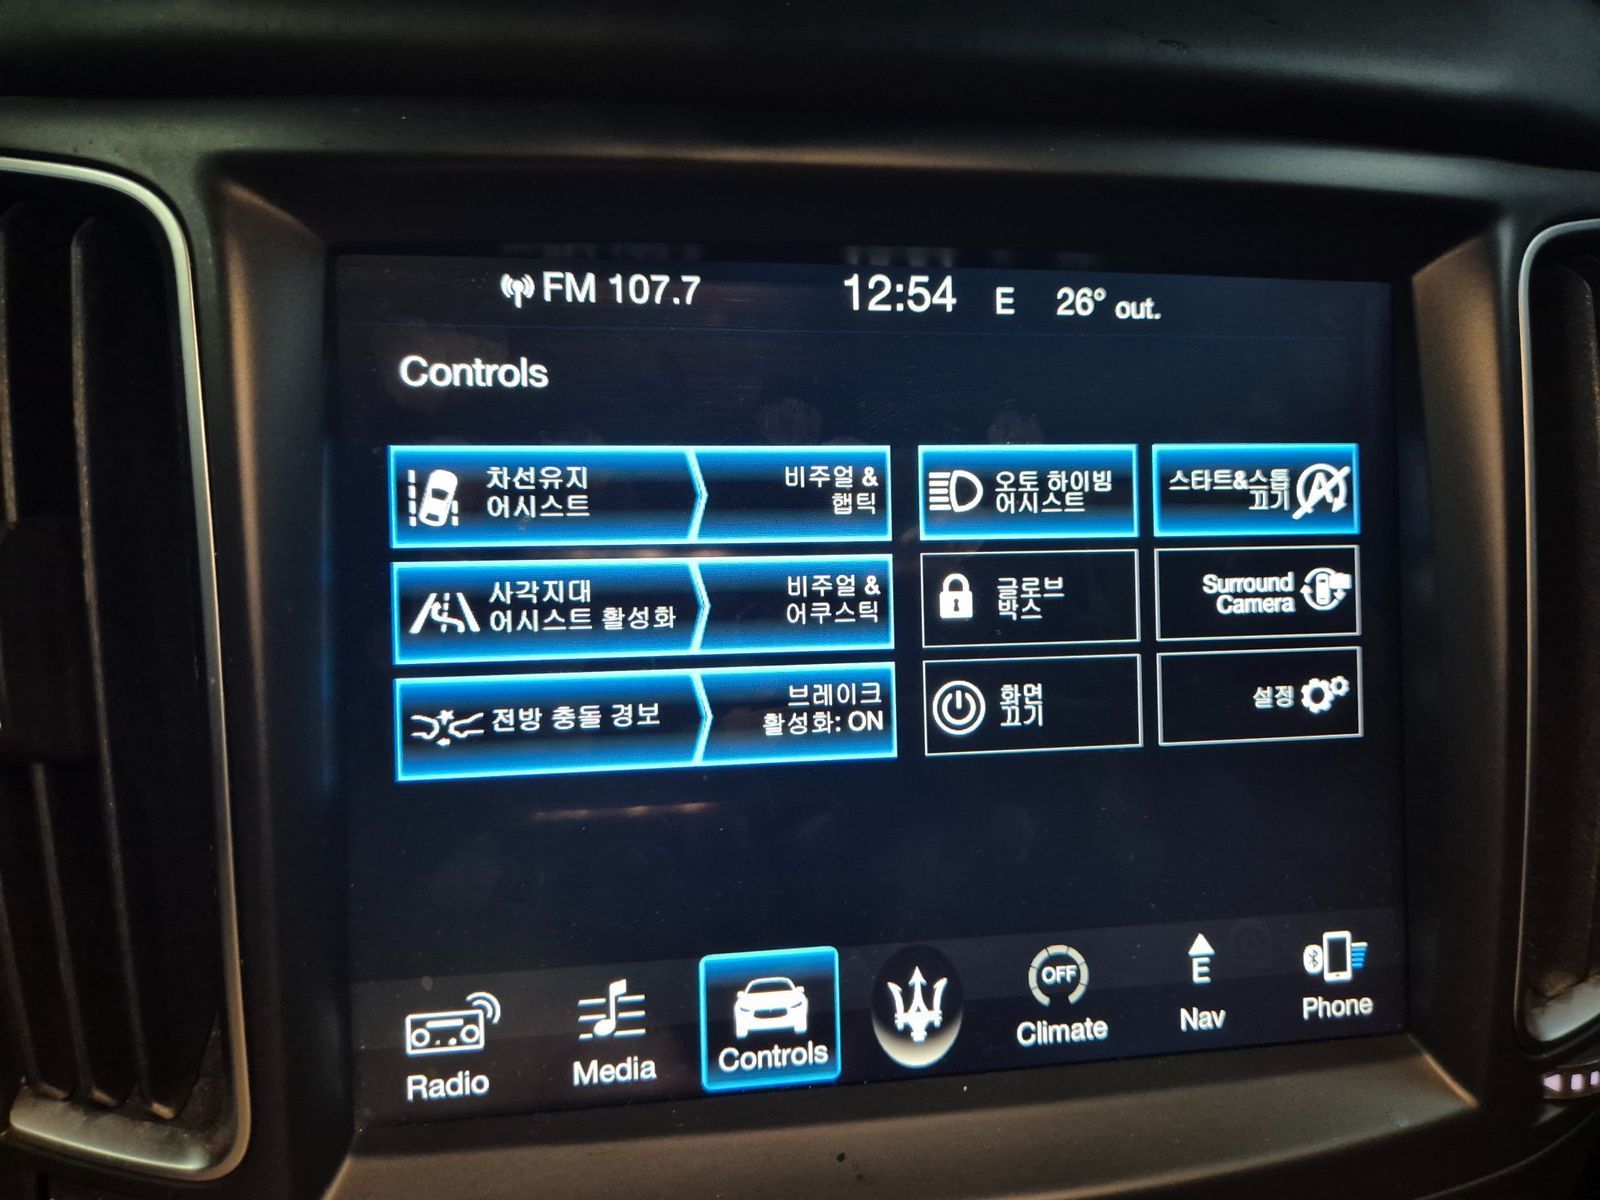 FM 107.7
12:54 E 26° out.
Controls
차선유지
어시스트
비주얼 &
햅틱
오토 하이빔
어시스트
스타트&스톱
끄기
사각지대
어시스트 활성화
비주얼 &
어쿠스틱
글로브
박스
Surround
Camera
전방 충돌 경보
브레이크
활성화: ON
화면
끄기
설정
Radio
Media
Controls
OFF
Climate
E
Nav
Phone